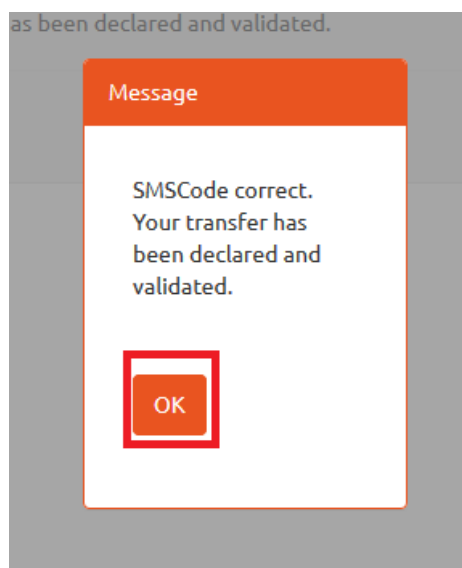 as been declared and validated.
Message
SMSCode correct.
Your transfer has
been declared and
validated.
OK